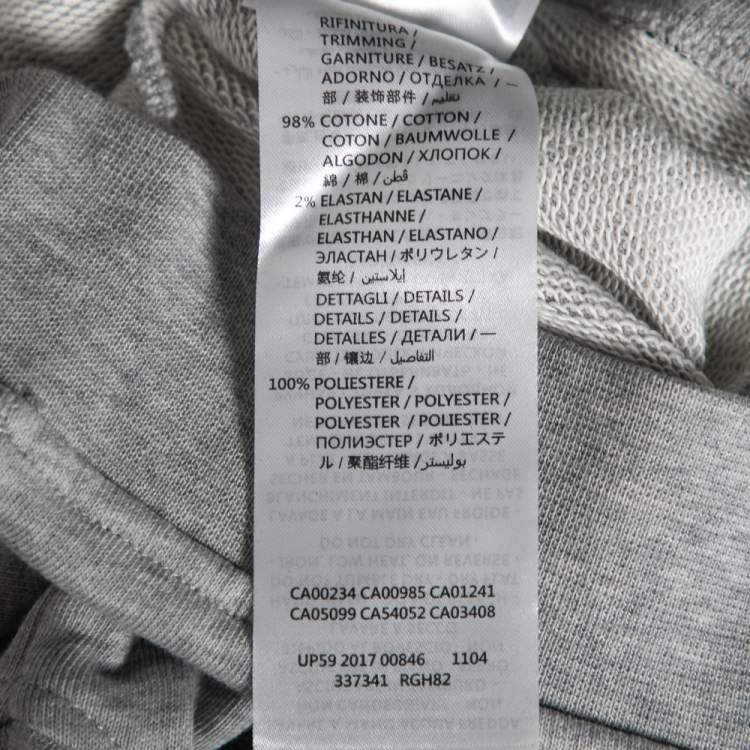 RIFINITURA /
TRIMMING /
GARNITURE / BESATZ /
ADORNO / ОТДЕЛКА / 一
部 / 装饰部件 / تقليم
98% COTONE / COTTON /
COTON / BAUMWOLLE /
ALGODON / ХЛОПОК /
綿 / 棉 / قُطن
2% ELASTAN / ELASTANE /
ELASTHANNE /
ELASTHAN / ELASTANO /
ЭЛАСТАН / ポリウレタン /
氨纶 / إيلاستين
DETTAGLI / DETAILS /
DETAILS / DETAILS /
DETALLES / ДЕТАЛИ / 一
部 / 镶边 / التفاصيل
100% POLIESTERE /
POLYESTER / POLYESTER /
POLYESTER / POLIESTER /
ПОЛИЭСТЕР / ポリエステ
ル / 聚酯纤维 / بوليستر
CA00234 CA00985 CA01241
CA05099 CA54052 CA03408
UP59 2017 00846 1104
337341 RGH82